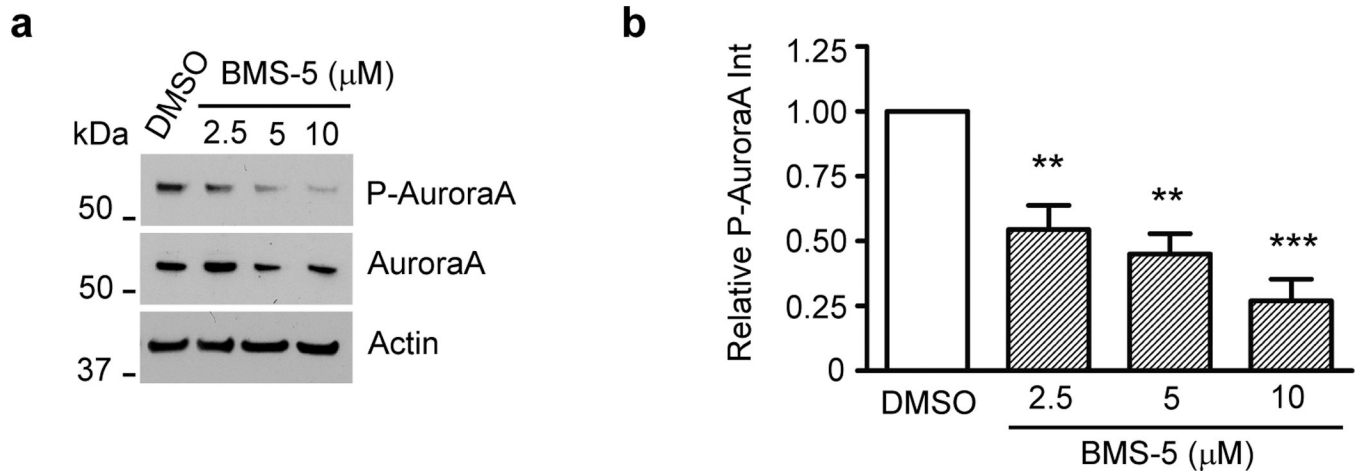 a
DMSO
BMS-5 (μM)
kDa
2.5 5 10
P-AuroraA
50
AuroraA
50
Actin
37
b
Relative P-AuroraA Int
1.25
1.00
0.75
0.50
0.25
0
**
**
***
DMSO
2.5 5 10
BMS-5 (μM)